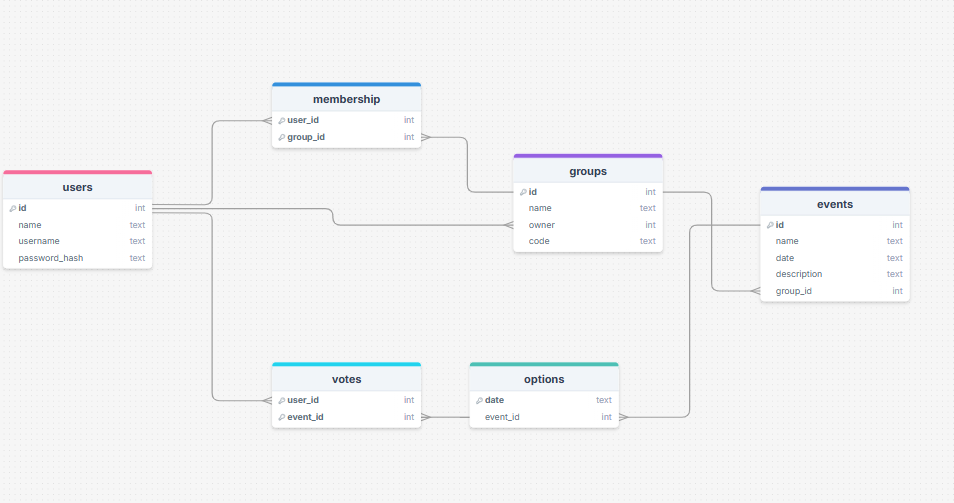 membership
user_id int
group_id int
users
id int
name text
username text
password_hash text
groups
id int
name text
owner int
code text
events
id int
name text
date text
description text
group_id int
votes
user_id int
event_id int
options
date text
event_id int